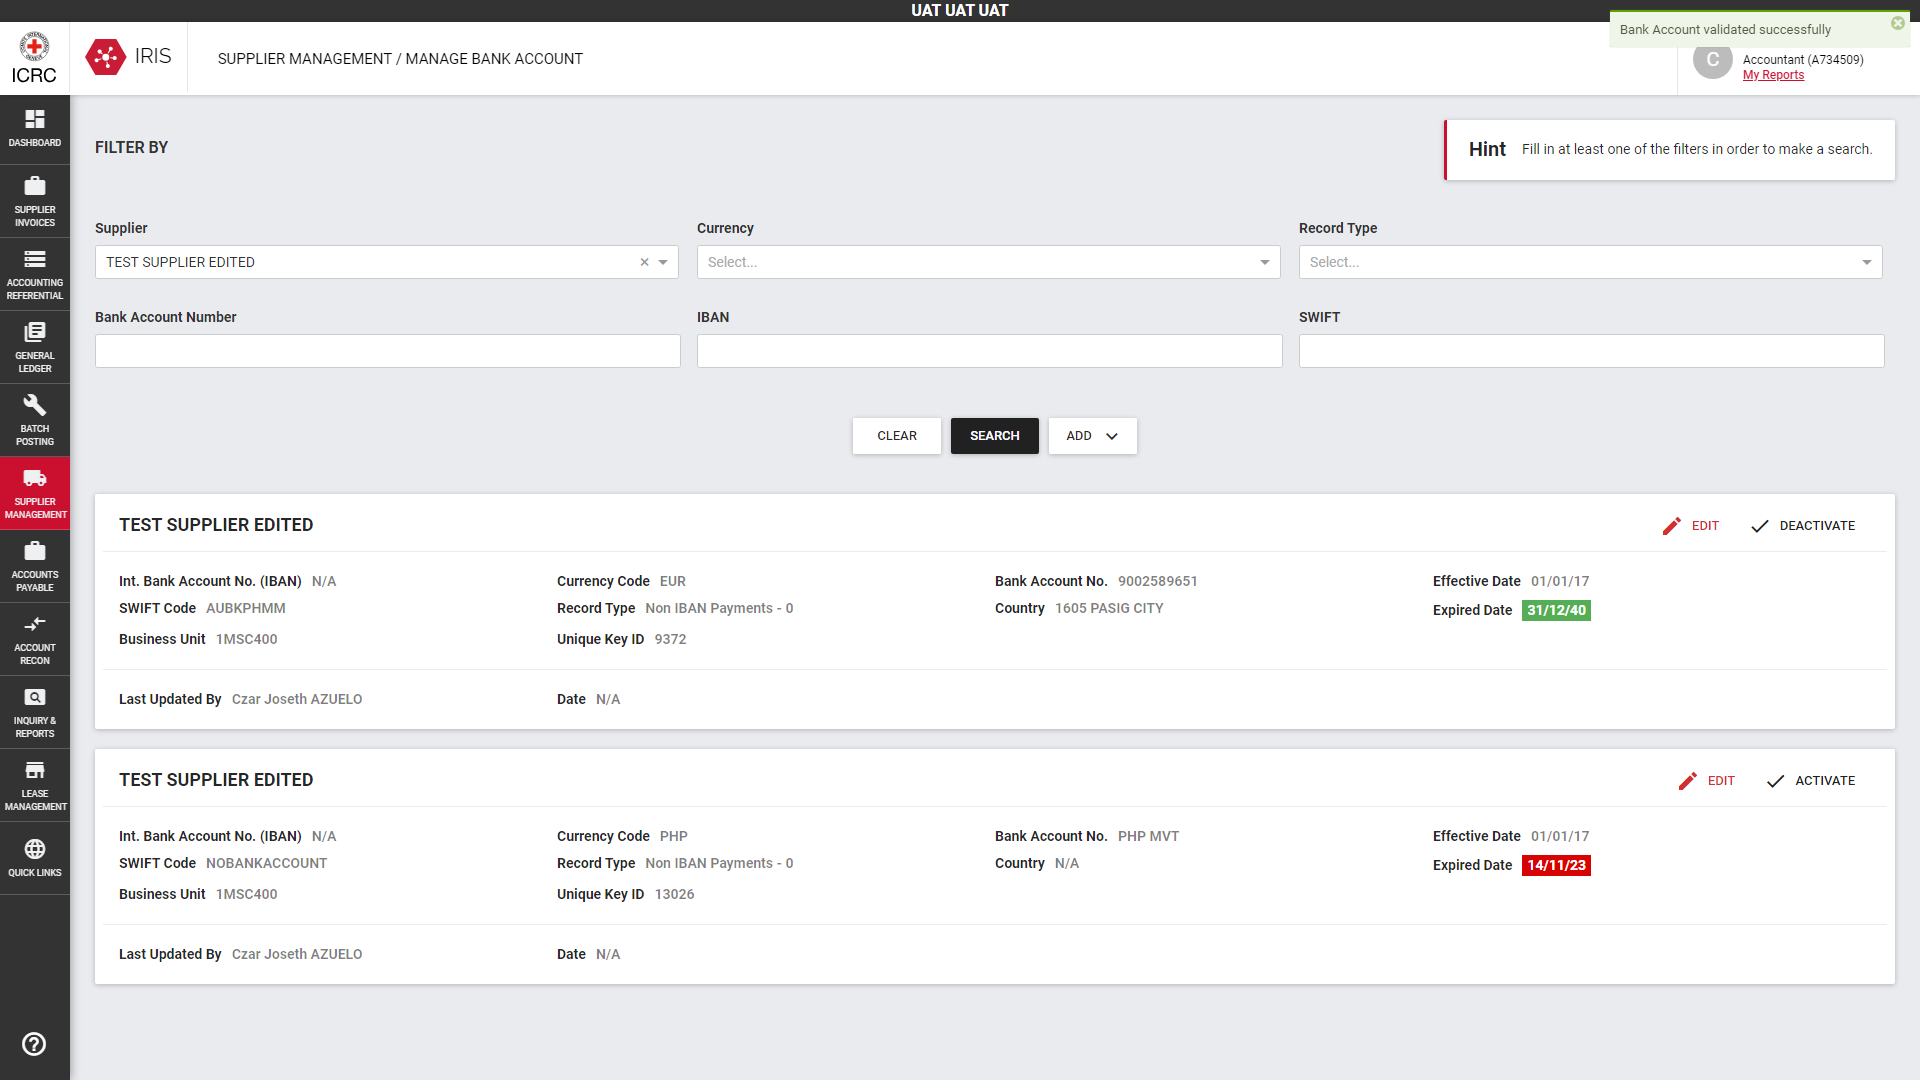 UAT UAT UAT
Bank Account validated successfully
ICRC
IRIS
SUPPLIER MANAGEMENT / MANAGE BANK ACCOUNT
C
Accountant (A734509)
My Reports
DASHBOARD
SUPPLIER
INVOICES
ACCOUNTING
REFERENTIAL
GENERAL
LEDGER
BATCH
POSTING
SUPPLIER
MANAGEMENT
ACCOUNTS
PAYABLE
ACCOUNT
RECON
INQUIRY &
REPORTS
LEASE
MANAGEMENT
QUICK LINKS
FILTER BY
Hint Fill in at least one of the filters in order to make a search.
Supplier Currency Record Type
TEST SUPPLIER EDITED Select... Select...
Bank Account Number IBAN SWIFT
CLEAR SEARCH ADD
TEST SUPPLIER EDITED EDIT DEACTIVATE
Int. Bank Account No. (IBAN) N/A Currency Code EUR Bank Account No. 9002589651 Effective Date 01/01/17
SWIFT Code AUBKPHMM Record Type Non IBAN Payments - 0 Country 1605 PASIG CITY Expired Date 31/12/40
Business Unit 1MSC400 Unique Key ID 9372
Last Updated By Czar Joseth AZUELO Date N/A
TEST SUPPLIER EDITED EDIT ACTIVATE
Int. Bank Account No. (IBAN) N/A Currency Code PHP Bank Account No. PHP MVT Effective Date 01/01/17
SWIFT Code NOBANKACCOUNT Record Type Non IBAN Payments - 0 Country N/A Expired Date 14/11/23
Business Unit 1MSC400 Unique Key ID 13026
Last Updated By Czar Joseth AZUELO Date N/A